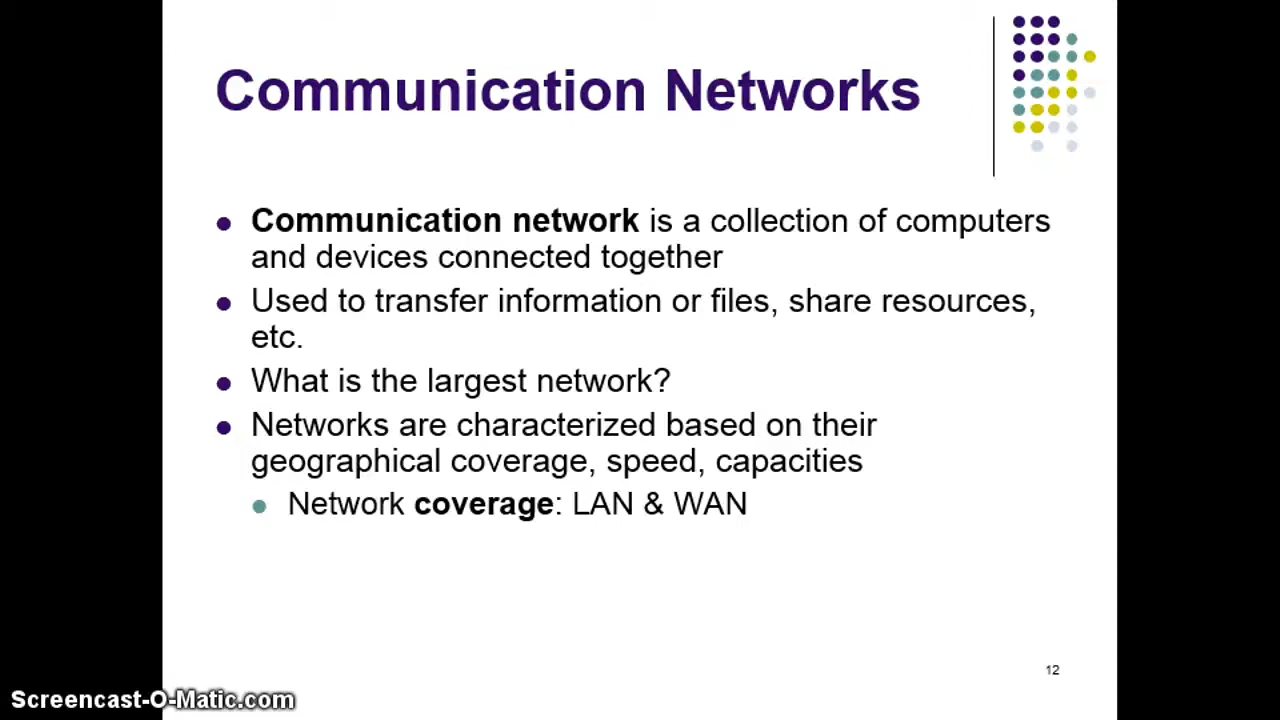 Communication Networks
Communication network is a collection of computers
and devices connected together
Used to transfer information or files, share resources,
etc.
What is the largest network?
Networks are characterized based on their
geographical coverage, speed, capacities
Network coverage: LAN & WAN
12
Screencast-O-Matic.com